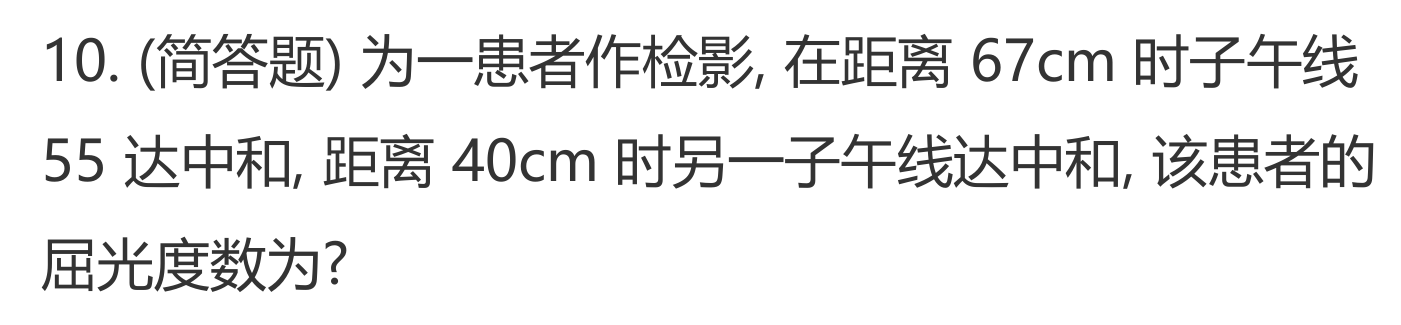 10. (简答题) 为一患者作检影, 在距离 67cm 时子午线
55 达中和, 距离 40cm 时另一子午线达中和, 该患者的
屈光度数为?